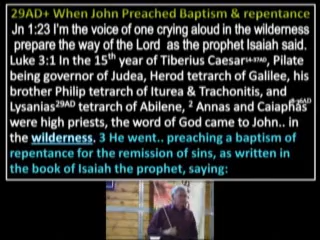 29AD+ When John Preached Baptism & repentance
Jn 1:23 I'm the voice of one crying aloud in the wilderness
prepare the way of the Lord as the prophet Isaiah said.
Luke 3:1 In the 15th year of Tiberius Caesar14-37AD, Pilate
being governor of Judea, Herod tetrarch of Galilee, his
brother Philip tetrarch of Iturea & Trachonitis, and
Lysanias29AD tetrarch of Abilene, 2 Annas and Caiaphas
were high priests, the word of God came to John.. in
the wilderness. 3 He went.. preaching a baptism of
repentance for the remission of sins, as written in
the book of Isaiah the prophet, saying: